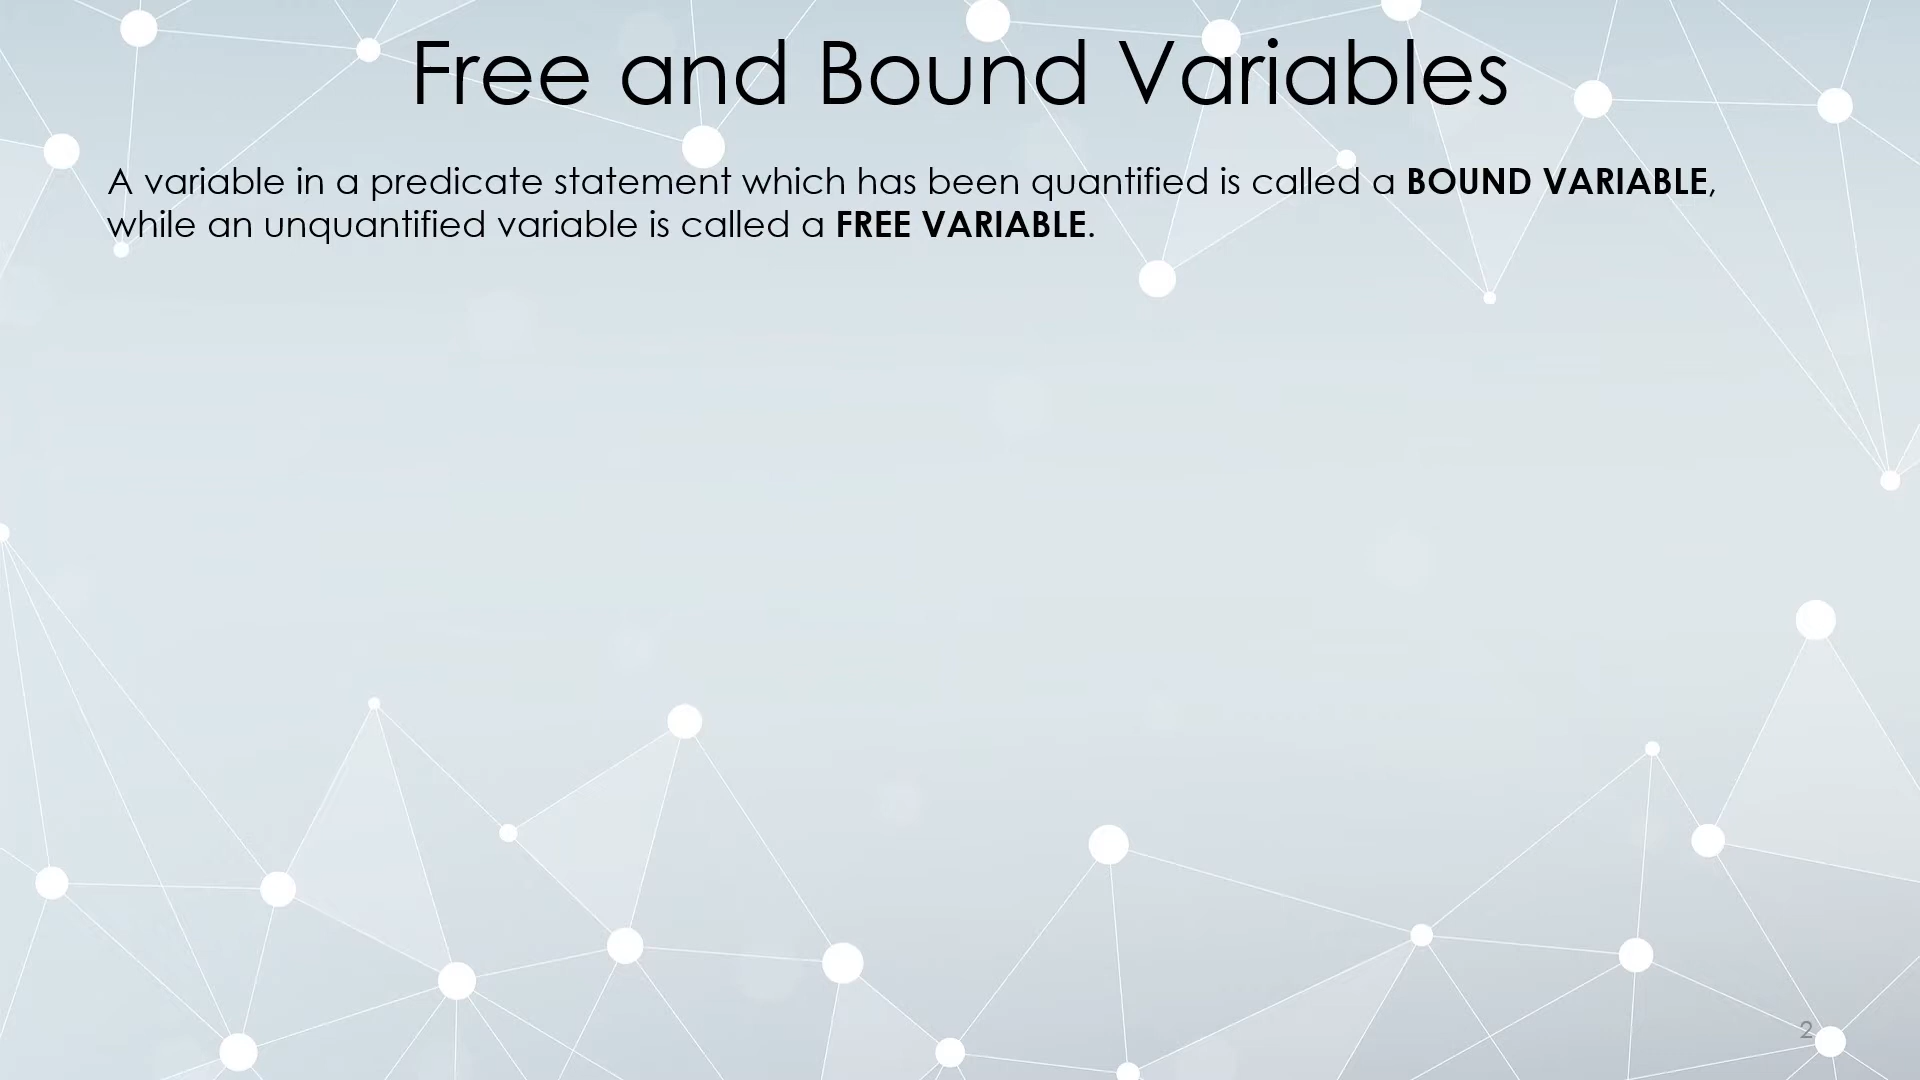 Free and Bound Variables
A variable in a predicate statement which has been quantified is called a BOUND VARIABLE,
while an unquantified variable is called a FREE VARIABLE.
2